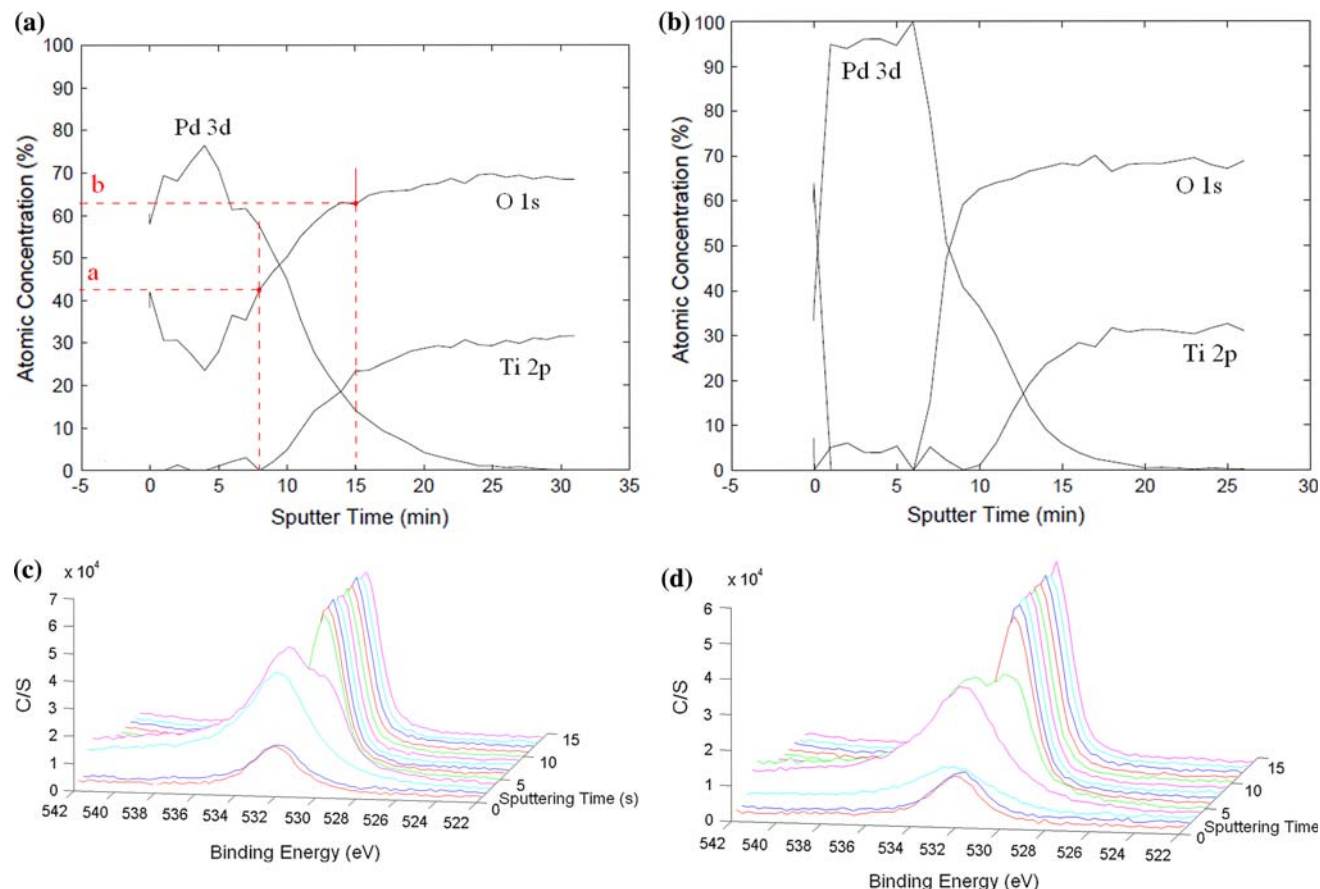 (a)
100
90
80
70
60
50
40
30
20
10
0
Atomic Concentration (%)
Pd 3d
b
a
O 1s
Ti 2p
-5 0 5 10 15 20 25 30 35
Sputter Time (min)
(b)
100
90
80
70
60
50
40
30
20
10
0
Atomic Concentration (%)
Pd 3d
O 1s
Ti 2p
-5 0 5 10 15 20 25 30
Sputter Time (min)
(c)
x 10⁴
7
6
5
4
3
2
1
0
C/S
542 540 538 536 534 532 530 528 526 524 522
Binding Energy (eV)
15
10
5
0
Sputtering Time (s)
(d)
x 10⁴
6
5
4
3
2
1
0
C/S
542 540 538 536 534 532 530 528 526 524 522
Binding Energy (eV)
15
10
5
0
Sputtering Time